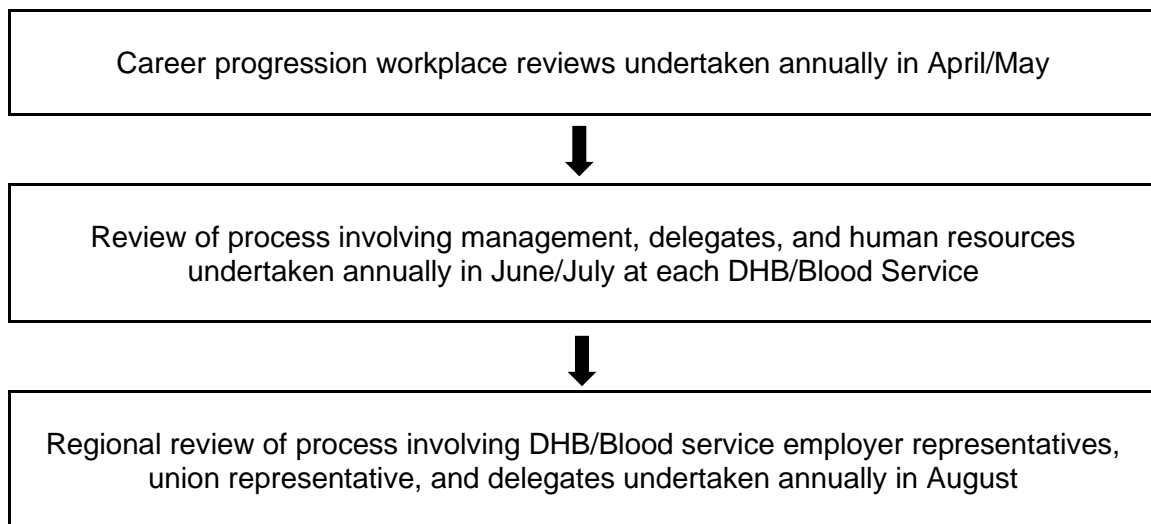 Career progression workplace reviews undertaken annually in April/May
Review of process involving management, delegates, and human resources
undertaken annually in June/July at each DHB/Blood Service
Regional review of process involving DHB/Blood service employer representatives,
union representative, and delegates undertaken annually in August